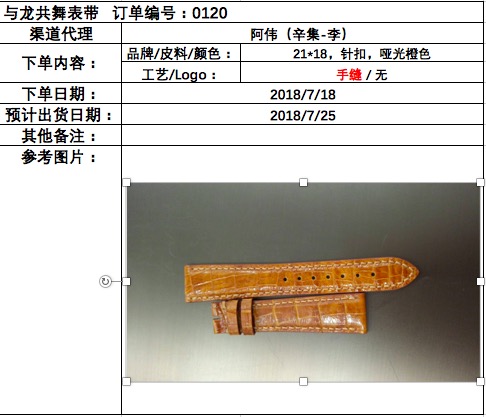 与龙共舞表带 订单编号：0120
渠道代理 阿伟（辛集-李）
下单内容： 品牌/皮料/颜色： 21*18，针扣，哑光橙色
工艺/Logo： 手缝 / 无
下单日期： 2018/7/18
预计出货日期： 2018/7/25
其他备注：
参考图片：